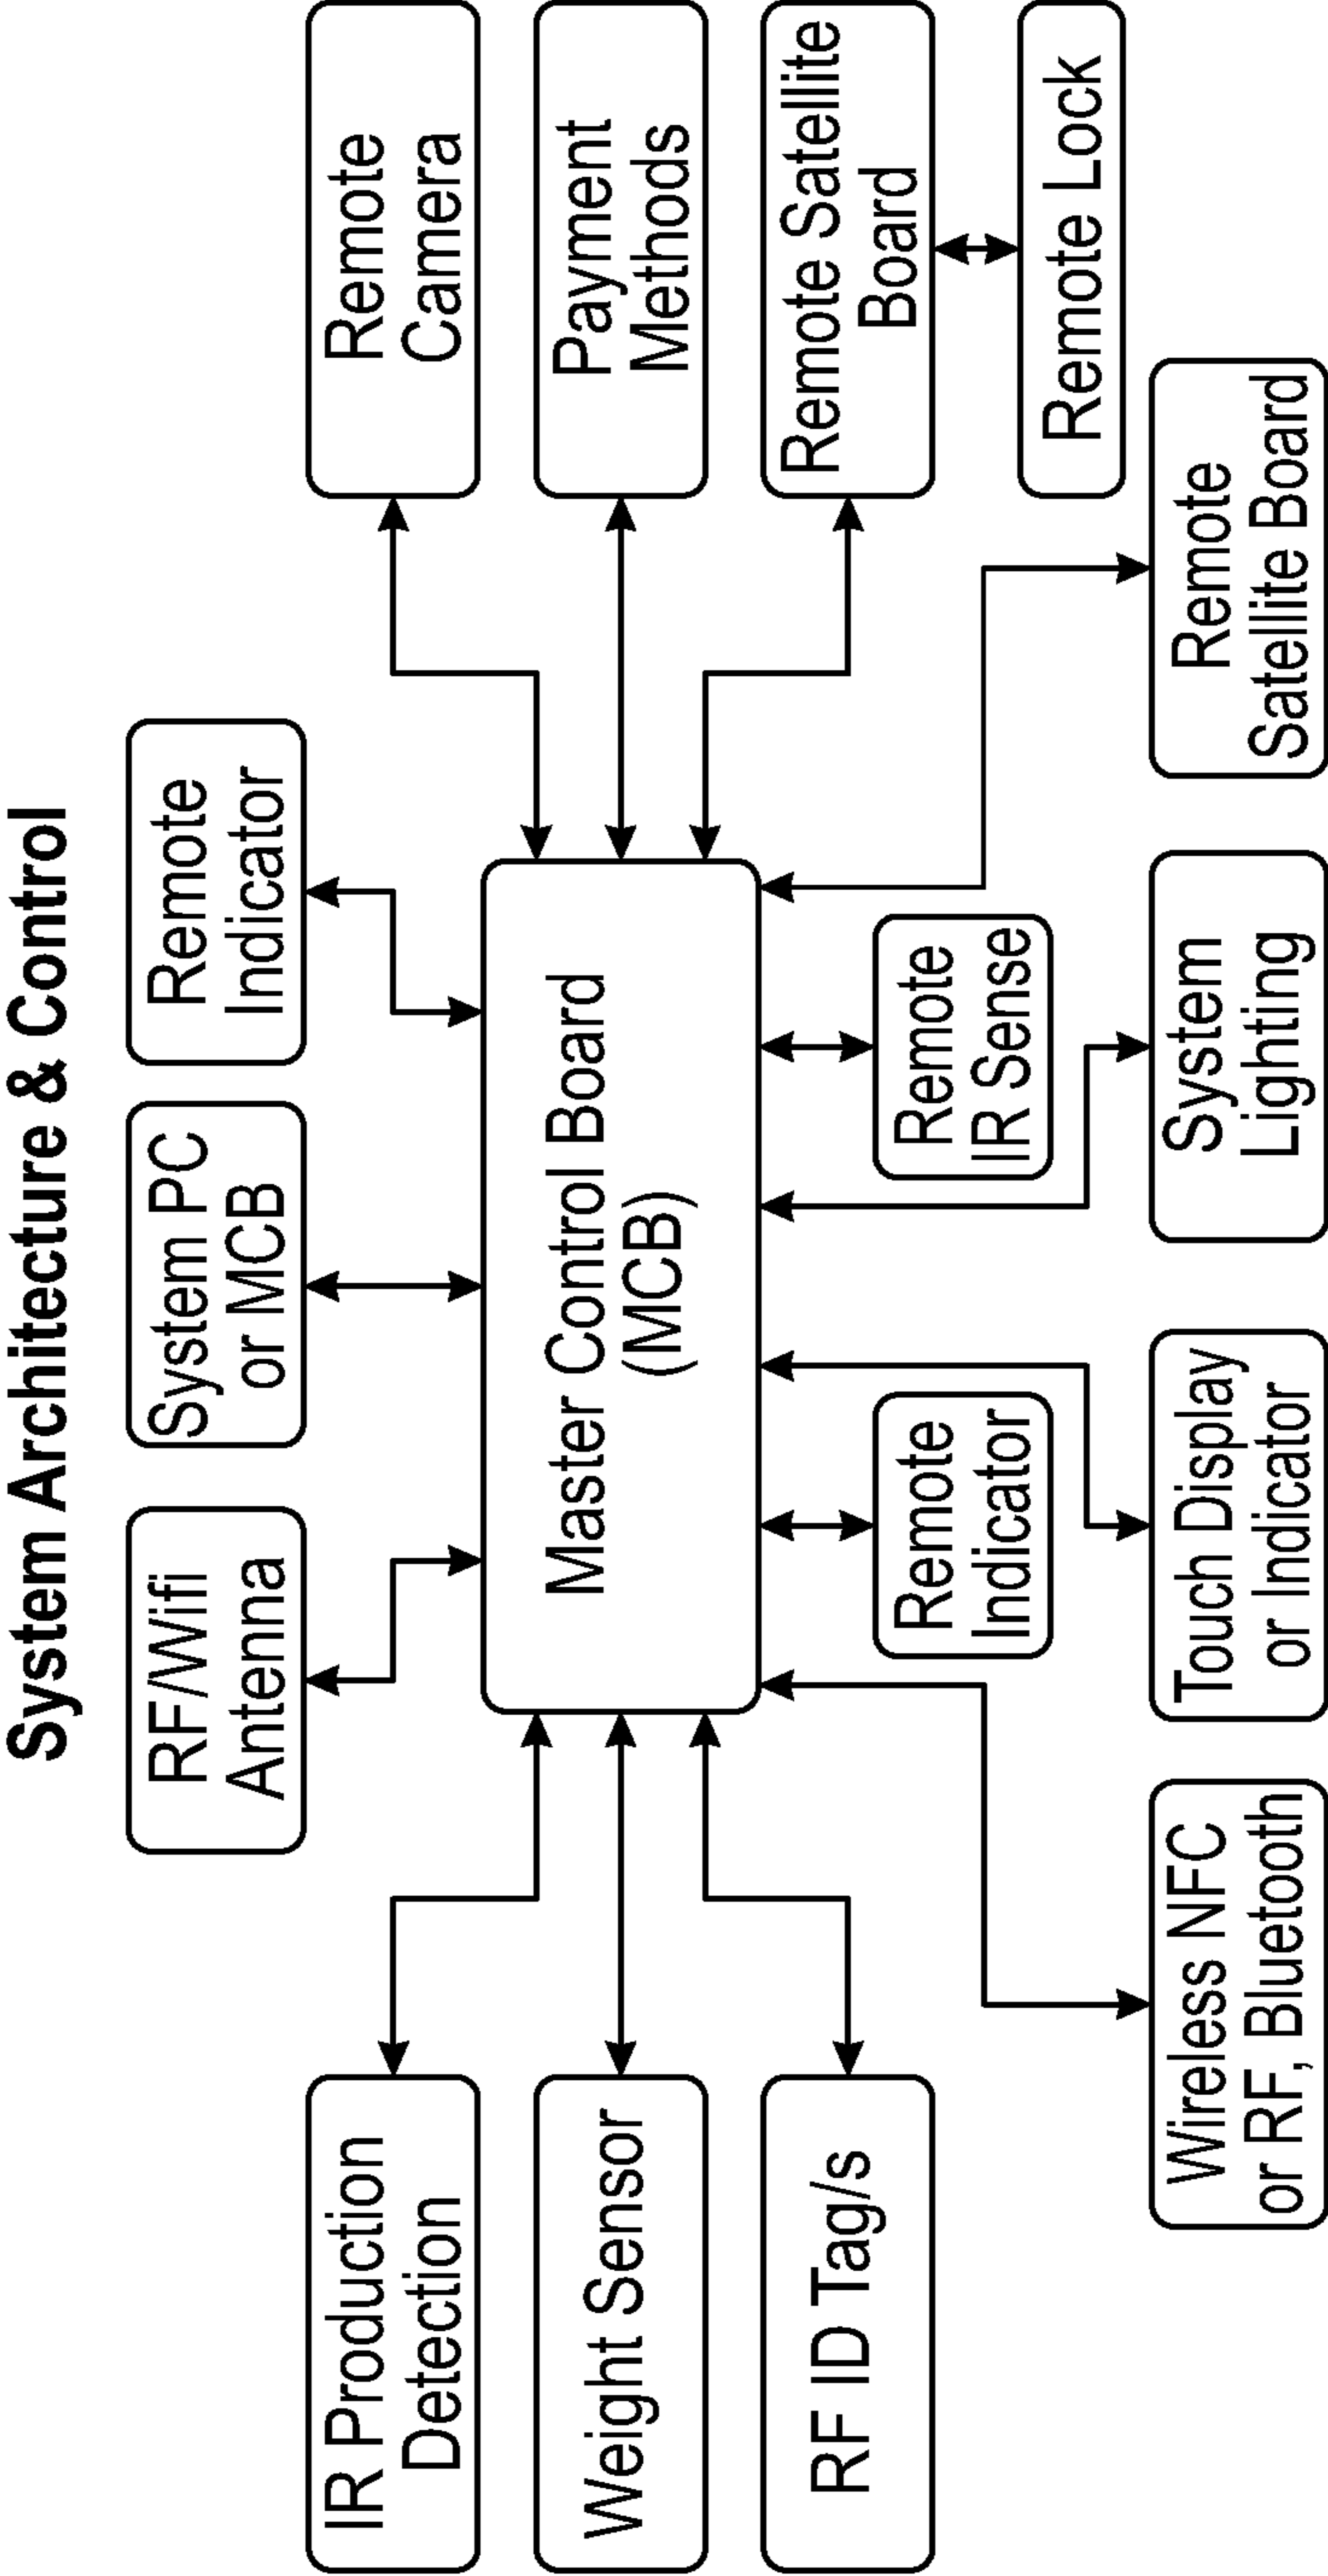 System Architecture & Control
RF/Wifi
Antenna
System PC
or MCB
Remote
Indicator
IR Production
Detection
Weight Sensor
RF ID Tag/s
Master Control Board
(MCB)
Remote
Camera
Payment
Methods
Remote Satellite
Board
Remote Lock
Remote
Indicator
Remote
IR Sense
Wireless NFC
or RF, Bluetooth
Touch Display
or Indicator
System
Lighting
Remote
Satellite Board